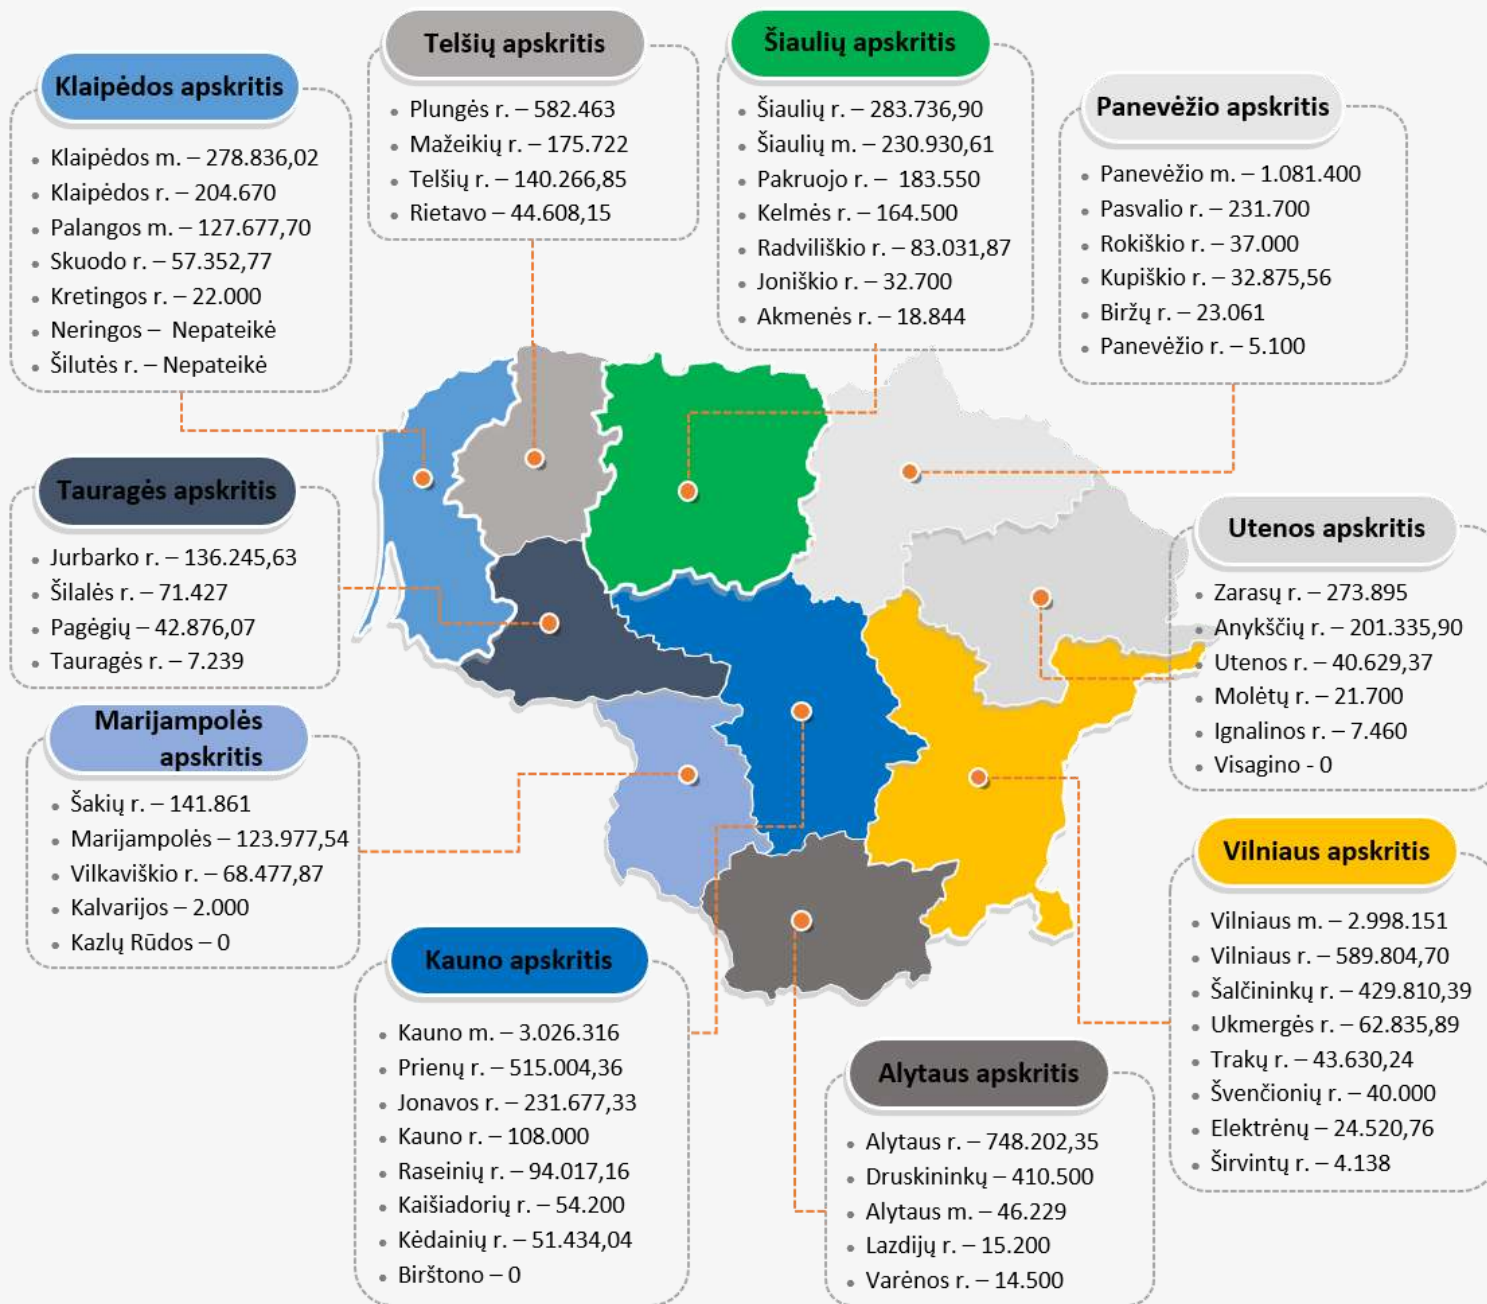 Telšių apskritis
Plungės r. – 582.463
Mažeikių r. – 175.722
Telšių r. – 140.266,85
Rietavo – 44.608,15
Šiaulių apskritis
Šiaulių r. – 283.736,90
Šiaulių m. – 230.930,61
Pakruojo r. – 183.550
Kelmės r. – 164.500
Radviliškio r. – 83.031,87
Joniškio r. – 32.700
Akmenės r. – 18.844
Klaipėdos apskritis
Klaipėdos m. – 278.836,02
Klaipėdos r. – 204.670
Palangos m. – 127.677,70
Skuodo r. – 57.352,77
Kretingos r. – 22.000
Neringos – Nepateikė
Šilutės r. – Nepateikė
Panevėžio apskritis
Panevėžio m. – 1.081.400
Pasvalio r. – 231.700
Rokiškio r. – 37.000
Kupiškio r. – 32.875,56
Biržų r. – 23.061
Panevėžio r. – 5.100
Tauragės apskritis
Jurbarko r. – 136.245,63
Šilalės r. – 71.427
Pagėgių – 42.876,07
Tauragės r. – 7.239
Utenos apskritis
Zarasų r. – 273.895
Anykščių r. – 201.335,90
Utenos r. – 40.629,37
Molėtų r. – 21.700
Ignalinos r. – 7.460
Visagino - 0
Marijampolės
apskritis
Šakių r. – 141.861
Marijampolės – 123.977,54
Vilkaviškio r. – 68.477,87
Kalvarijos – 2.000
Kazlų Rūdos – 0
Vilniaus apskritis
Vilniaus m. – 2.998.151
Vilniaus r. – 589.804,70
Šalčininkų r. – 429.810,39
Ukmergės r. – 62.835,89
Trakų r. – 43.630,24
Švenčionių r. – 40.000
Elektrėnų – 24.520,76
Širvintų r. – 4.138
Kauno apskritis
Kauno m. – 3.026.316
Prienų r. – 515.004,36
Jonavos r. – 231.677,33
Kauno r. – 108.000
Raseinių r. – 94.017,16
Kaišiadorių r. – 54.200
Kėdainių r. – 51.434,04
Birštono – 0
Alytaus apskritis
Alytaus r. – 748.202,35
Druskininkų – 410.500
Alytaus m. – 46.229
Lazdijų r. – 15.200
Varėnos r. – 14.500